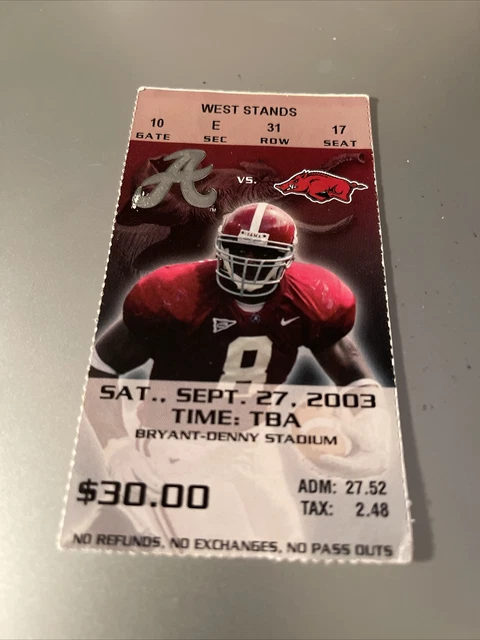 WEST STANDS
10 E 31 17
GATE SEC ROW SEAT
A VS.
BAMA
8
SAT., SEPT. 27, 2003
TIME: TBA
BRYANT-DENNY STADIUM
$30.00
ADM: 27.52
TAX: 2.48
NO REFUNDS, NO EXCHANGES, NO PASS OUTS